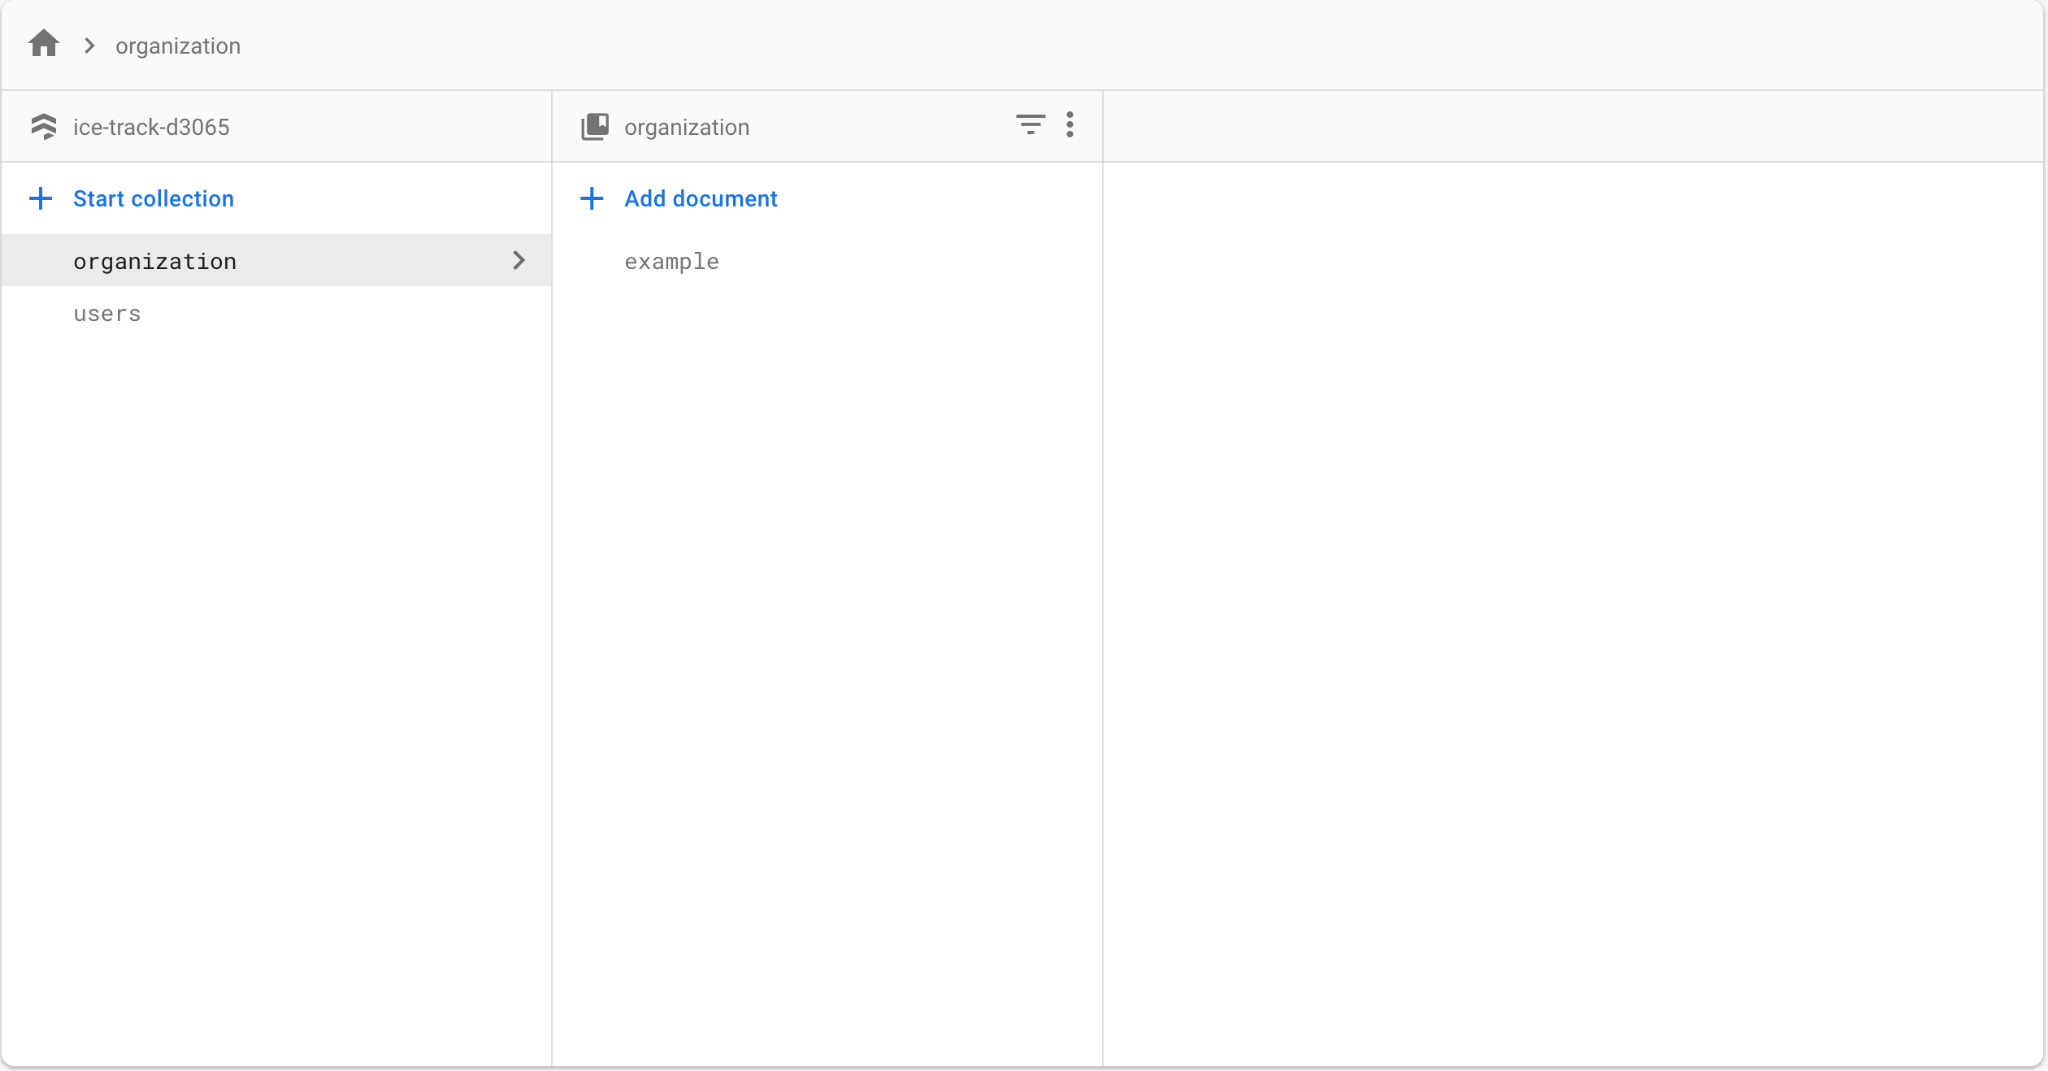 organization
ice-track-d3065
organization
Start collection
Add document
organization
example
users